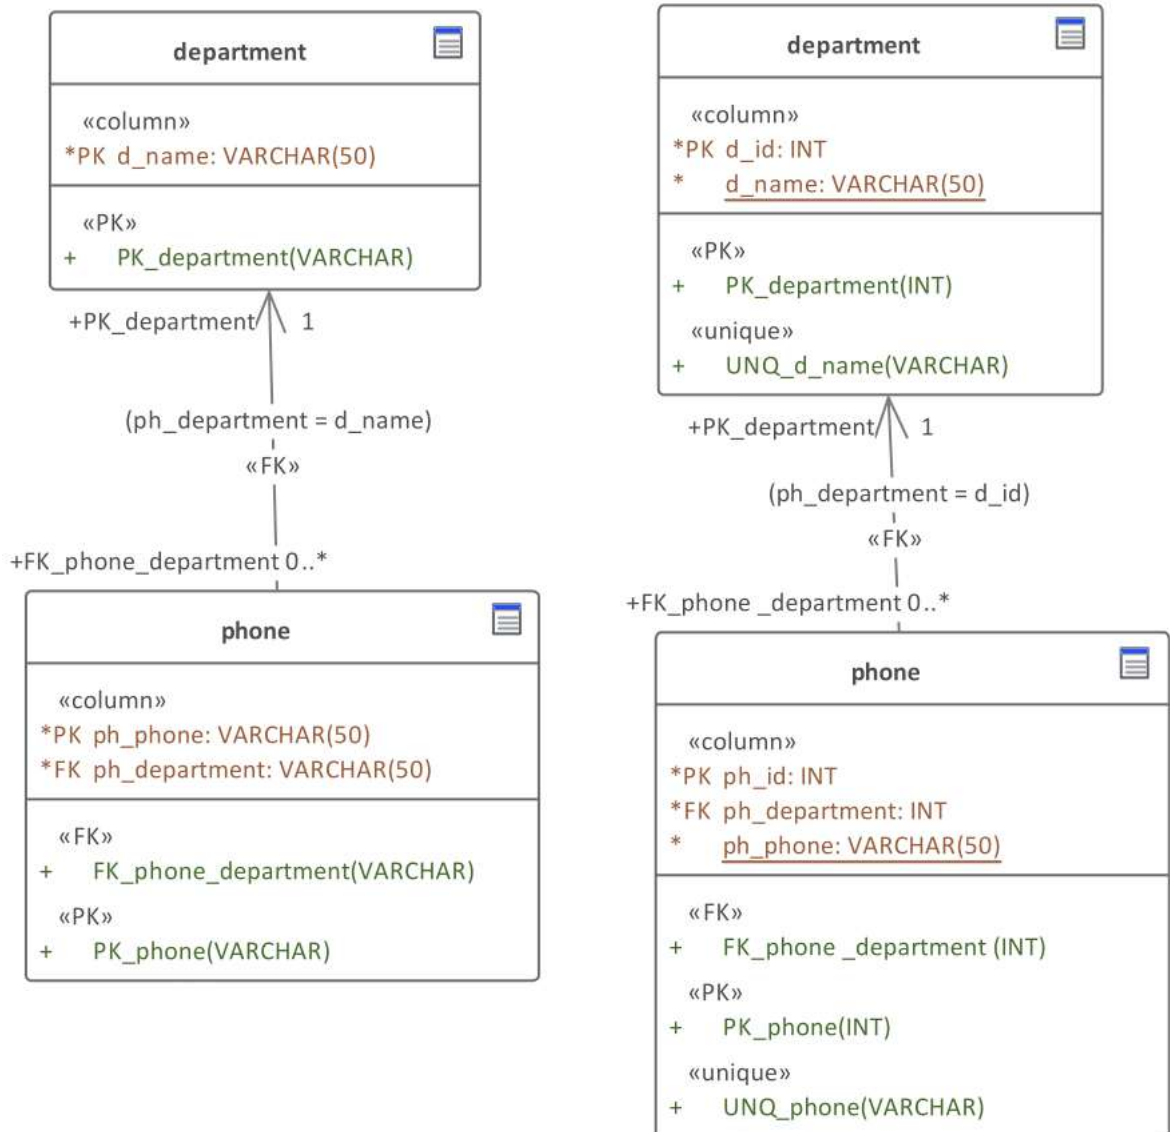 department
«column»
*PK d_name: VARCHAR(50)
«PK»
+ PK_department(VARCHAR)
+PK_department 1
(ph_department = d_name)
«FK»
+FK_phone_department 0..*
phone
«column»
*PK ph_phone: VARCHAR(50)
*FK ph_department: VARCHAR(50)
«FK»
+ FK_phone_department(VARCHAR)
«PK»
+ PK_phone(VARCHAR)
department
«column»
*PK d_id: INT
* d_name: VARCHAR(50)
«PK»
+ PK_department(INT)
«unique»
+ UNQ_d_name(VARCHAR)
+PK_department 1
(ph_department = d_id)
«FK»
+FK_phone _department 0..*
phone
«column»
*PK ph_id: INT
*FK ph_department: INT
* ph_phone: VARCHAR(50)
«FK»
+ FK_phone _department (INT)
«PK»
+ PK_phone(INT)
«unique»
+ UNQ_phone(VARCHAR)